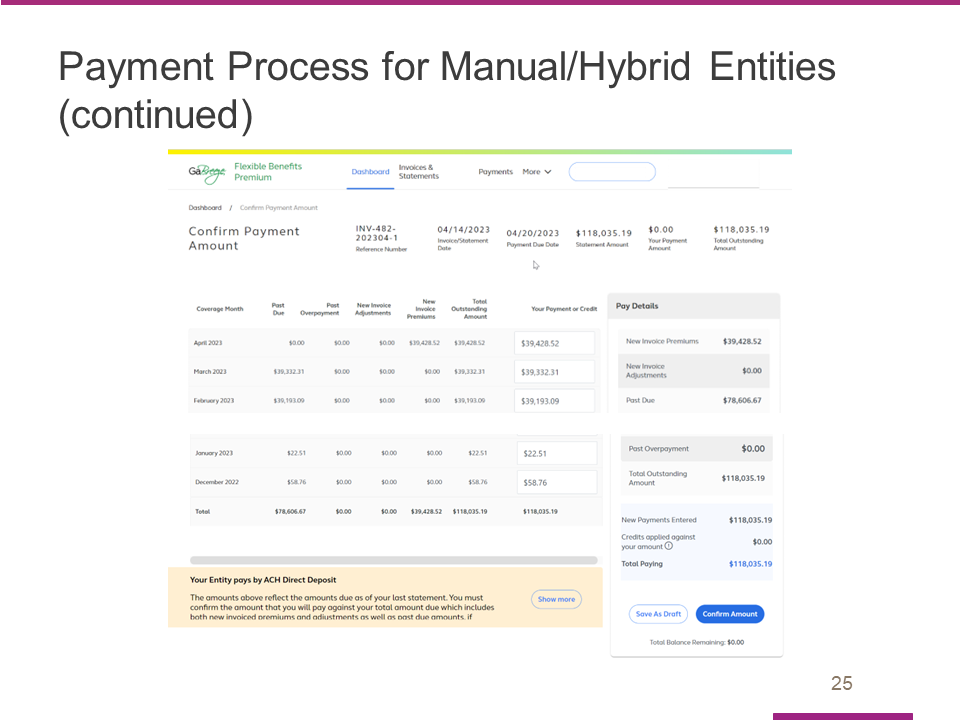 Payment Process for Manual/Hybrid Entities
(continued)
GaBreeze Flexible Benefits
Premium
Dashboard Invoices &
Statements Payments More
Dashboard / Confirm Payment Amount
Confirm Payment
Amount
INV-482-
202304-1
Reference Number
04/14/2023
Invoice/Statement
Date
04/20/2023
Payment Due Date
$118,035.19
Statement Amount
$0.00
Your Payment
Amount
$118,035.19
Total Outstanding
Amount
Coverage Month
Past
Due
Past
Overpayment
New Invoice
Adjustments
New
Invoice
Premiums
Total
Outstanding
Amount
Your Payment or Credit
April 2023 $0.00 $0.00 $0.00 $39,428.52 $39,428.52 $39,428.52
March 2023 $39,332.31 $0.00 $0.00 $0.00 $39,332.31 $39,332.31
February 2023 $39,193.09 $0.00 $0.00 $0.00 $39,193.09 $39,193.09
January 2023 $22.51 $0.00 $0.00 $0.00 $22.51 $22.51
December 2022 $58.76 $0.00 $0.00 $0.00 $58.76 $58.76
Total $78,606.67 $0.00 $0.00 $39,428.52 $118,035.19 $118,035.19
Pay Details
New Invoice Premiums $39,428.52
New Invoice
Adjustments $0.00
Past Due $78,606.67
Past Overpayment $0.00
Total Outstanding
Amount $118,035.19
New Payments Entered $118,035.19
Credits applied against
your amount $0.00
Total Paying $118,035.19
Save As Draft Confirm Amount
Total Balance Remaining: $0.00
Your Entity pays by ACH Direct Deposit
The amounts above reflect the amounts due as of your last statement. You must
confirm the amount that you will pay against your total amount due which includes
both new invoiced premiums and adjustments as well as past due amounts, if
Show more
25